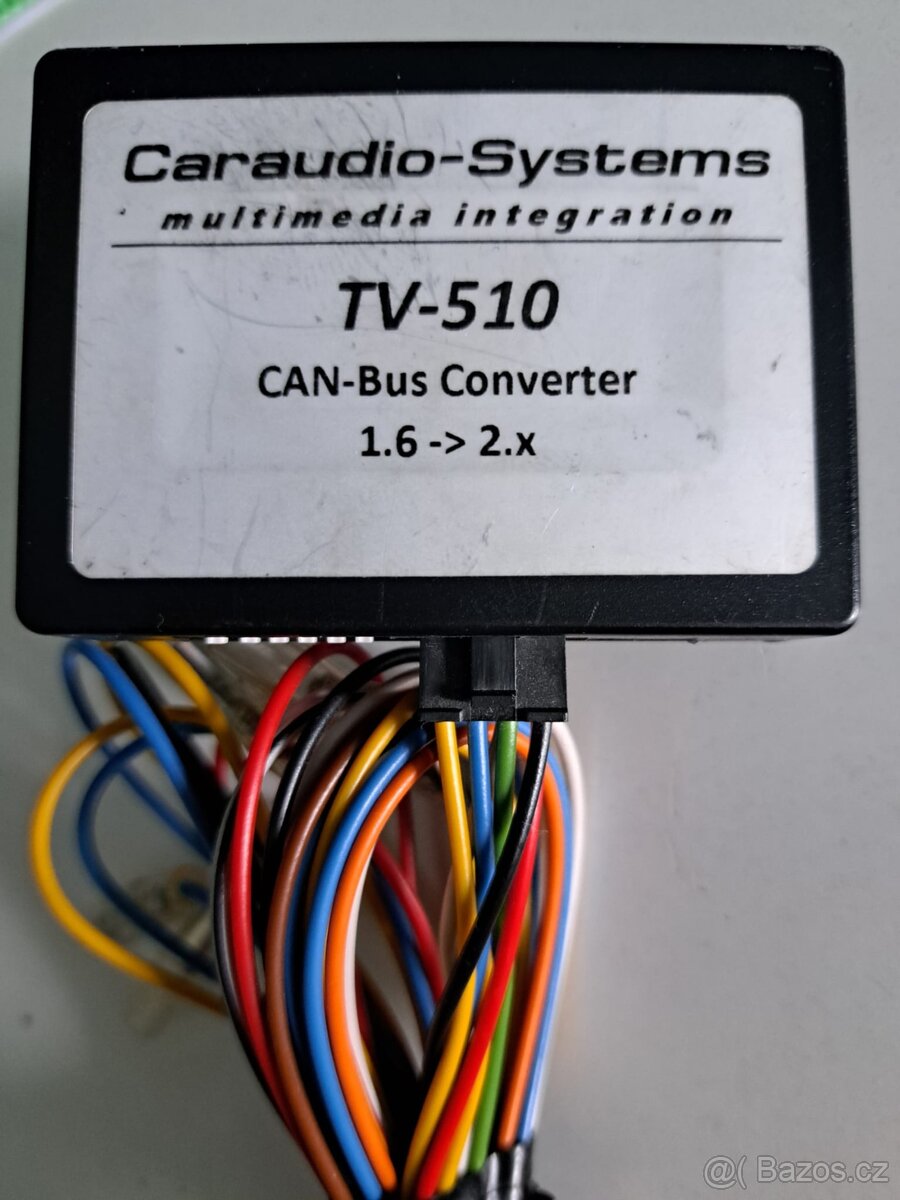 Caraudio-Systems
multimedia integration
TV-510
CAN-Bus Converter
1.6 -> 2.x
@( Bazos.cz